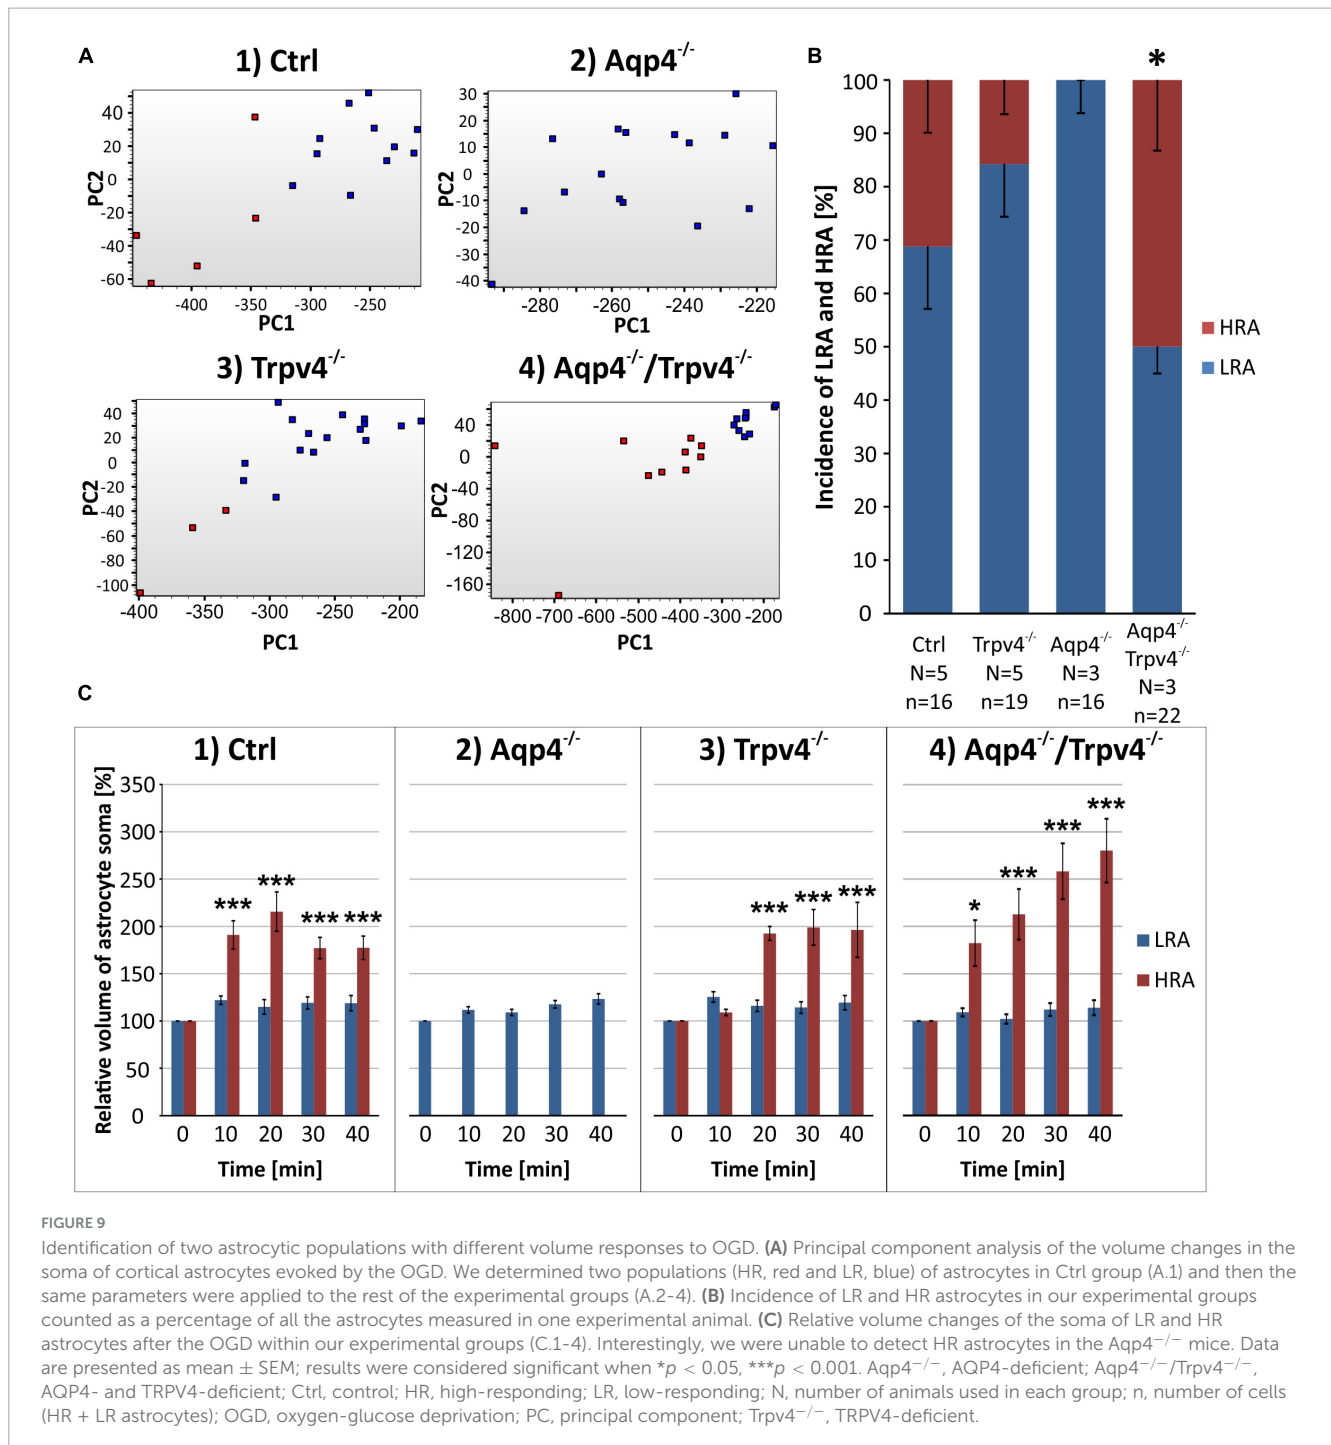 A
1) Ctrl
40
20
0
-20
-40
-60
PC2
-400 -350 -300 -250
PC1
2) Aqp4-/-
30
20
10
0
-10
-20
-30
-40
PC2
-280 -260 -240 -220
PC1
3) Trpv4-/-
40
20
0
-20
-40
-60
-80
-100
PC2
-400 -350 -300 -250 -200
PC1
4) Aqp4-/-/Trpv4-/-
40
0
-40
-80
-120
-160
PC2
-800 -700 -600 -500 -400 -300 -200
PC1
B
*
Incidence of LRA and HRA [%]
100
90
80
70
60
50
40
30
20
10
0
HRA
LRA
Ctrl
N=5
n=16
Trpv4-/-
N=5
n=19
Aqp4-/-
N=3
n=16
Aqp4-/-
Trpv4-/-
N=3
n=22
C
Relative volume of astrocyte soma [%]
350
300
250
200
150
100
50
0
1) Ctrl
*** *** *** ***
0 10 20 30 40
Time [min]
2) Aqp4-/-
0 10 20 30 40
Time [min]
3) Trpv4-/-
*** *** ***
0 10 20 30 40
Time [min]
4) Aqp4-/-/Trpv4-/-
* *** *** ***
0 10 20 30 40
Time [min]
LRA
HRA
FIGURE 9
Identification of two astrocytic populations with different volume responses to OGD. (A) Principal component analysis of the volume changes in the
soma of cortical astrocytes evoked by the OGD. We determined two populations (HR, red and LR, blue) of astrocytes in Ctrl group (A.1) and then the
same parameters were applied to the rest of the experimental groups (A.2-4). (B) Incidence of LR and HR astrocytes in our experimental groups
counted as a percentage of all the astrocytes measured in one experimental animal. (C) Relative volume changes of the soma of LR and HR
astrocytes after the OGD within our experimental groups (C.1-4). Interestingly, we were unable to detect HR astrocytes in the Aqp4−/− mice. Data
are presented as mean ± SEM; results were considered significant when *p < 0.05, ***p < 0.001. Aqp4−/−, AQP4-deficient; Aqp4−/−/Trpv4−/−,
AQP4- and TRPV4-deficient; Ctrl, control; HR, high-responding; LR, low-responding; N, number of animals used in each group; n, number of cells
(HR + LR astrocytes); OGD, oxygen-glucose deprivation; PC, principal component; Trpv4−/−, TRPV4-deficient.